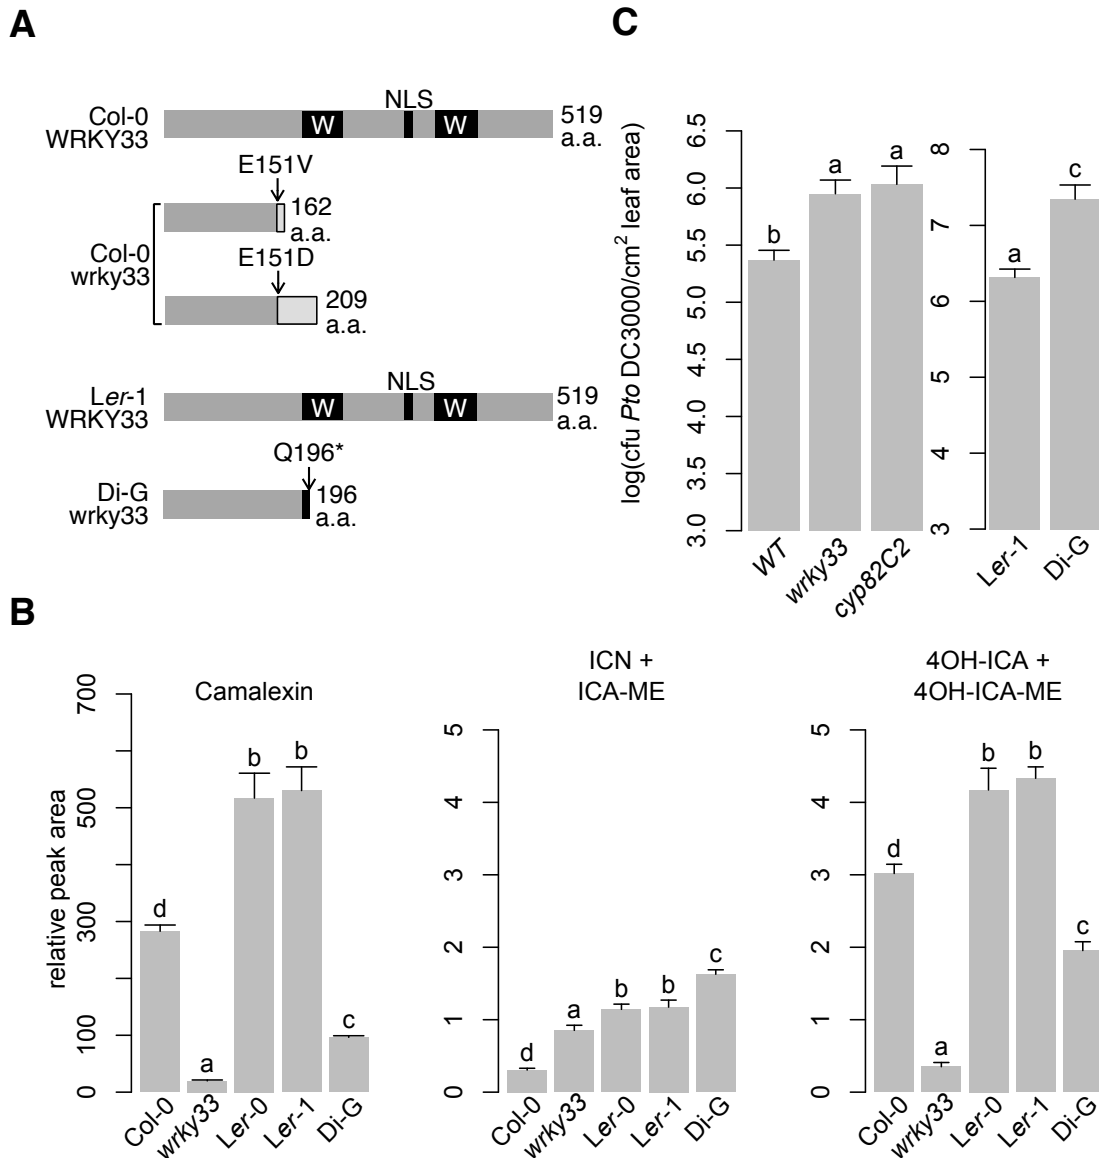 A
NLS
Col-0
WRKY33
W
W
519
a.a.
E151V
162
a.a.
Col-0
wrky33
E151D
209
a.a.
NLS
Ler-1
WRKY33
W
W
519
a.a.
Q196*
Di-G
wrky33
196
a.a.
C
log(cfu Pto DC3000/cm² leaf area)
6.5
6.0
5.5
5.0
4.5
4.0
3.5
3.0
b
a
a
WT
wrky33
cyp82C2
8
7
6
5
4
3
a
c
Ler-1
Di-G
B
Camalexin
relative peak area
700
500
300
100
0
d
a
b
b
c
Col-0
wrky33
Ler-0
Ler-1
Di-G
ICN +
ICA-ME
5
4
3
2
1
0
d
a
b
b
c
Col-0
wrky33
Ler-0
Ler-1
Di-G
4OH-ICA +
4OH-ICA-ME
5
4
3
2
1
0
d
a
b
b
c
Col-0
wrky33
Ler-0
Ler-1
Di-G